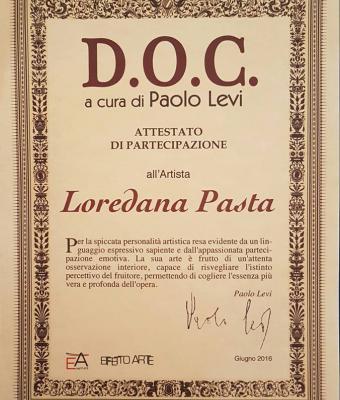 D.O.C.
a cura di Paolo Levi
ATTESTATO
DI PARTECIPAZIONE
all'Artista
Loredana Pasta
Per la spiccata personalità artistica resa evidente da un lin-
guaggio espressivo sapiente e dall'appassionata parteci-
pazione emotiva. La sua arte è frutto di un'attenta
osservazione interiore, capace di risvegliare l'istinto
percettivo del fruitore, permettendo di cogliere l'essenza più
vera e profonda dell'opera.
Paolo Levi
Paolo Levi
EA EFFETTO ARTE
Giugno 2016